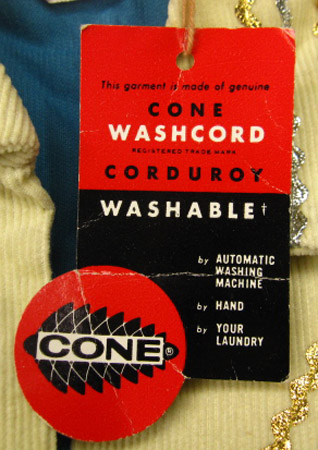 This garment is made of genuine
CONE
WASHCORD
REGISTERED TRADE MARK
CORDUROY
WASHABLE†
by AUTOMATIC
WASHING
MACHINE
by HAND
by YOUR
LAUNDRY
CONE®